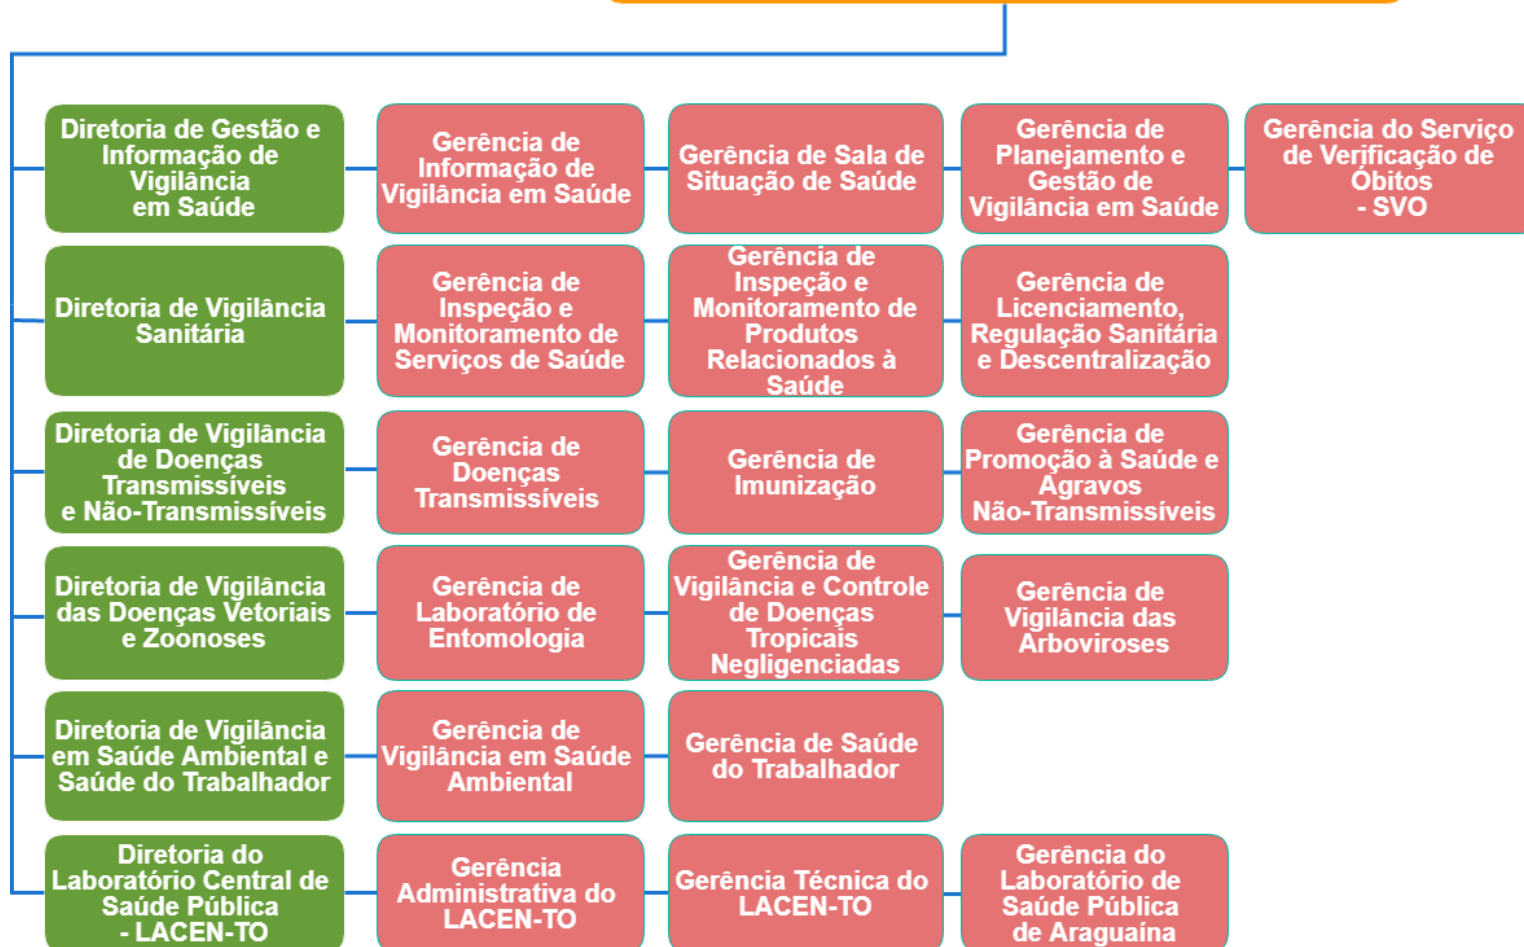 Diretoria de Gestão e
Informação de
Vigilância
em Saúde
Gerência de
Informação de
Vigilância em Saúde
Gerência de Sala de
Situação de Saúde
Gerência de
Planejamento e
Gestão de
Vigilância em Saúde
Gerência do Serviço
de Verificação de
Óbitos
- SVO
Diretoria de Vigilância
Sanitária
Gerência de
Inspeção e
Monitoramento de
Serviços de Saúde
Gerência de
Inspeção e
Monitoramento de
Produtos
Relacionados à
Saúde
Gerência de
Licenciamento,
Regulação Sanitária
e Descentralização
Diretoria de Vigilância
de Doenças
Transmissíveis
e Não-Transmissíveis
Gerência de
Doenças
Transmissíveis
Gerência de
Imunização
Gerência de
Promoção à Saúde e
Agravos
Não-Transmissíveis
Diretoria de Vigilância
das Doenças Vetoriais
e Zoonoses
Gerência de
Laboratório de
Entomologia
Gerência de
Vigilância e Controle
de Doenças
Tropicais
Negligenciadas
Gerência de
Vigilância das
Arboviroses
Diretoria de Vigilância
em Saúde Ambiental e
Saúde do Trabalhador
Gerência de
Vigilância em Saúde
Ambiental
Gerência de Saúde
do Trabalhador
Diretoria do
Laboratório Central de
Saúde Pública
- LACEN-TO
Gerência
Administrativa do
LACEN-TO
Gerência Técnica do
LACEN-TO
Gerência do
Laboratório de
Saúde Pública
de Araguaína